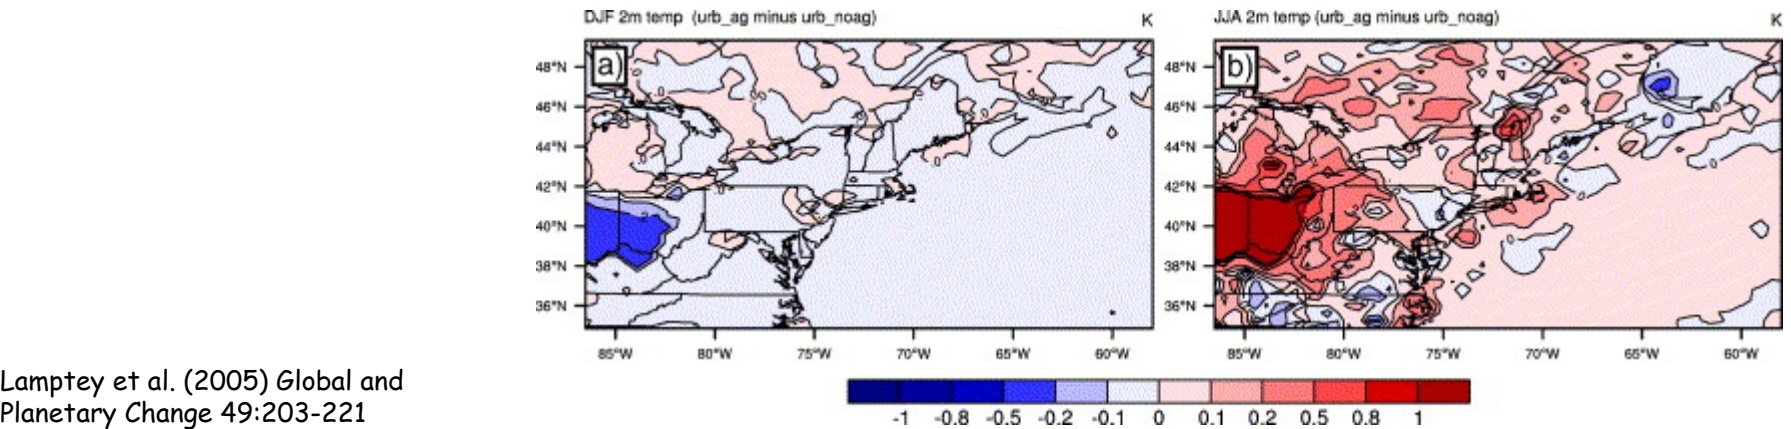 DJF 2m temp (urb_ag minus urb_noag) K
JJA 2m temp (urb_ag minus urb_noag) K
a)
b)
48°N
46°N
44°N
42°N
40°N
38°N
36°N
85°W 80°W 75°W 70°W 65°W 60°W
48°N
46°N
44°N
42°N
40°N
38°N
36°N
85°W 80°W 75°W 70°W 65°W 60°W
-1 -0.8 -0.5 -0.2 -0.1 0 0.1 0.2 0.5 0.8 1
Lamptey et al. (2005) Global and
Planetary Change 49:203-221